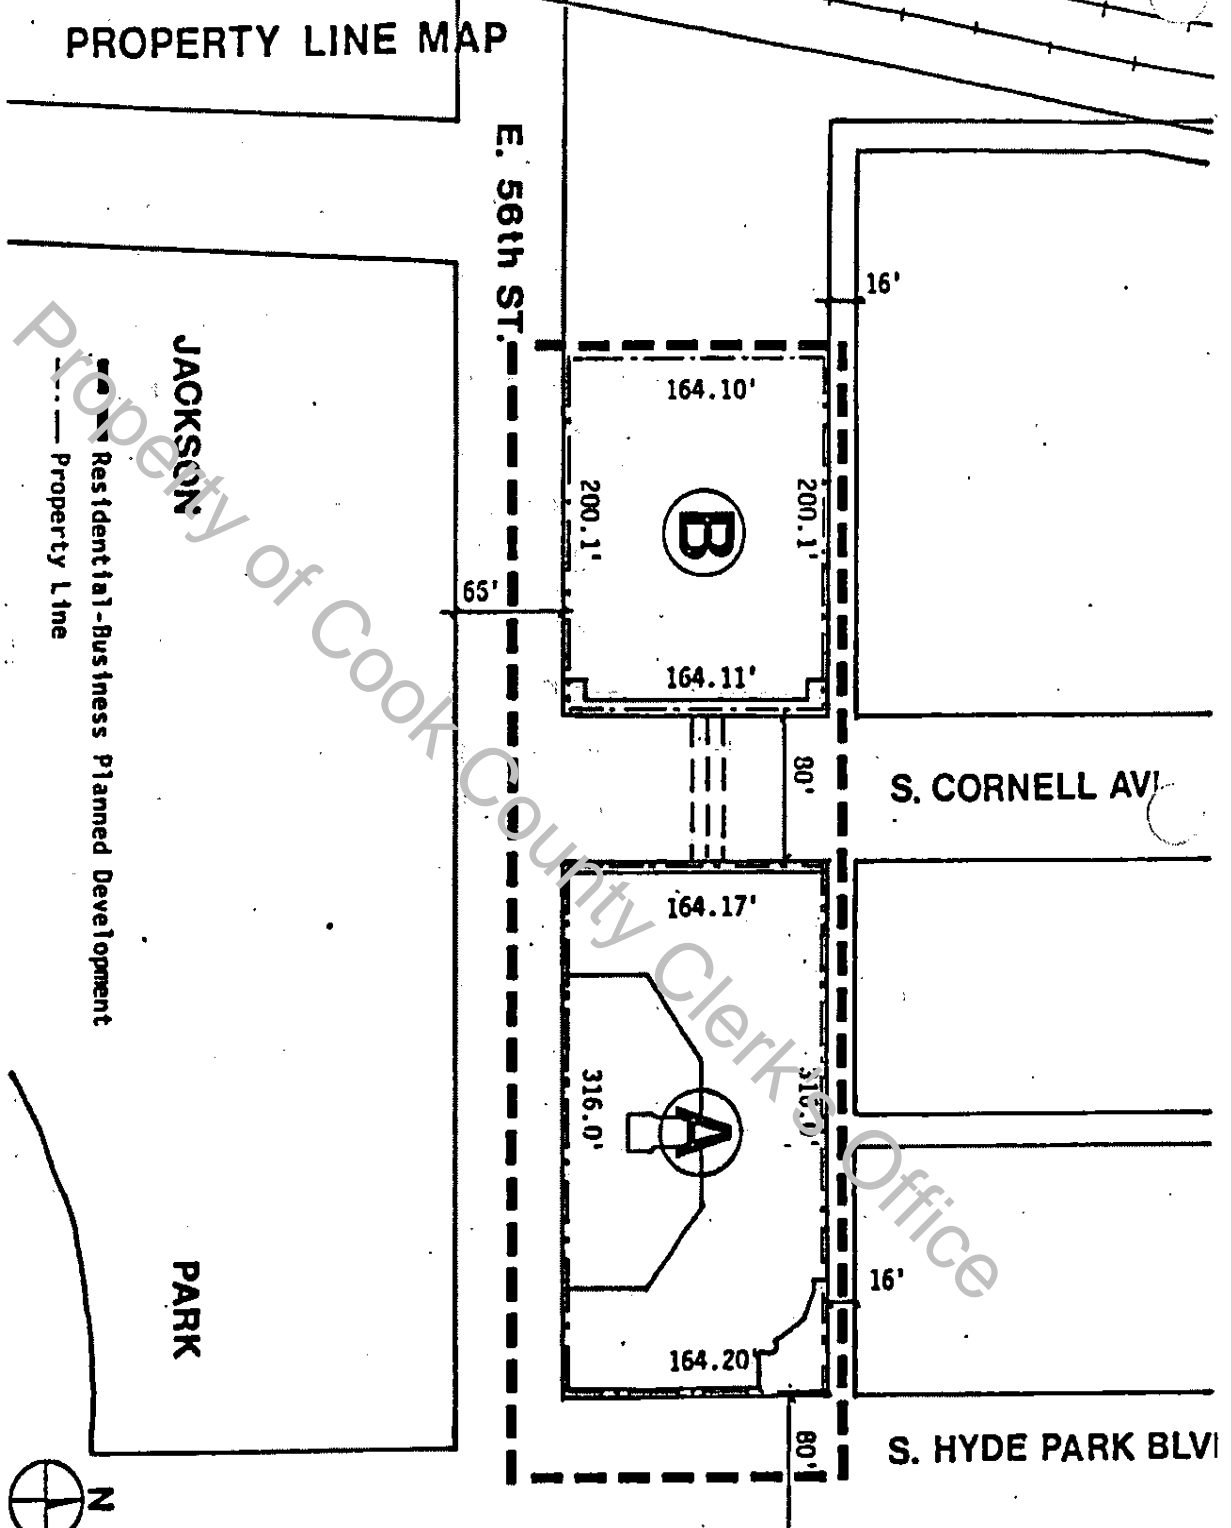 PROPERTY LINE MAP
E. 56th ST.
16'
164.10'
JACKSON
200.1'
200.1'
B
Residential-Business Planned Development
Property Line
65'
164.11'
80'
S. CORNELL AV
164.17'
316.0'
316.0'
A
16'
PARK
164.20'
80'
S. HYDE PARK BLV
N
Property of Cook County Clerk's Office